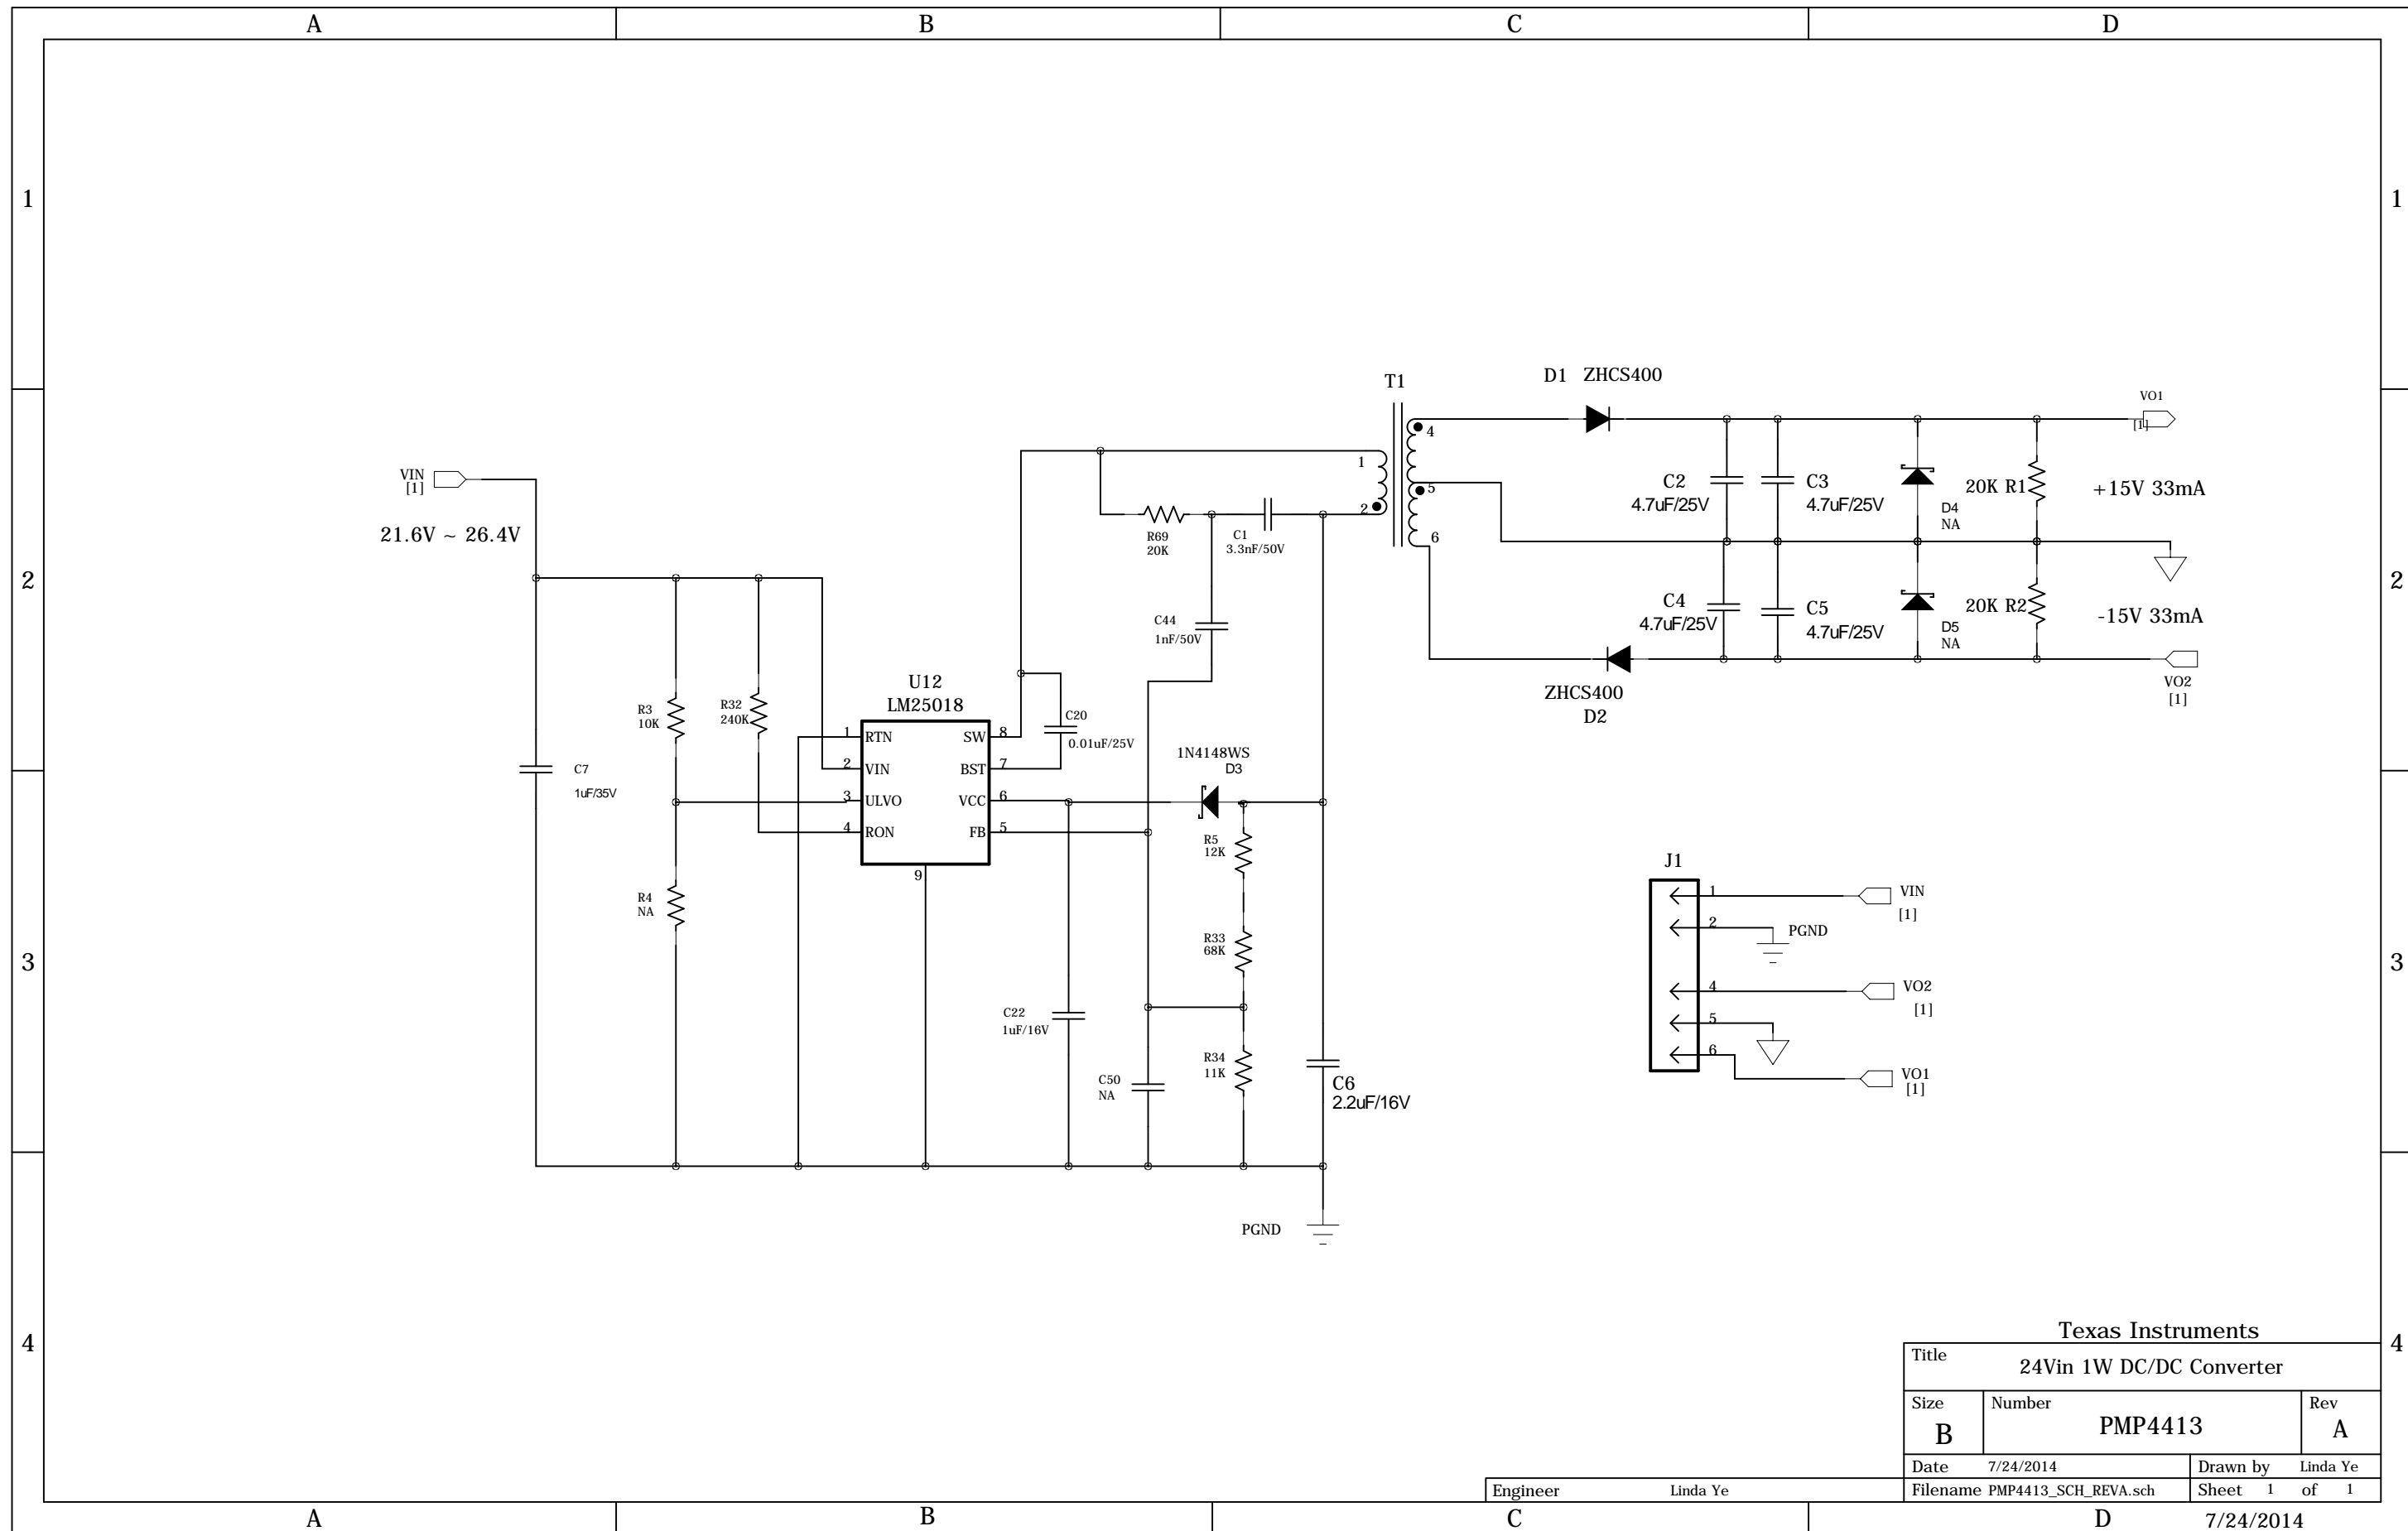 A B C D
1 1
T1
D1 ZHCS400
VO1
[1]
4
1
VIN
[1]
5
2
C2
4.7uF/25V
C3
4.7uF/25V
D4
NA
20K R1
+15V 33mA
21.6V ~ 26.4V
R69
20K
C1
3.3nF/50V
6
2 2
C44
1nF/50V
C4
4.7uF/25V
C5
4.7uF/25V
D5
NA
20K R2
-15V 33mA
U12
LM25018
ZHCS400
D2
VO2
[1]
R3
10K
R32
240K
C20
0.01uF/25V
1 RTN SW 8
2 VIN BST 7
3 ULVO VCC 6
4 RON FB 5
9
C7
1uF/35V
1N4148WS
D3
R5
12K
J1
1 VIN
[1]
2 PGND
R4
NA
R33
68K
3 3
4 VO2
[1]
5
6
VO1
[1]
C22
1uF/16V
C50
NA
R34
11K
C6
2.2uF/16V
PGND
4 4
Texas Instruments
Title
24Vin 1W DC/DC Converter
Size Number Rev
B PMP4413 A
Date 7/24/2014 Drawn by Linda Ye
Engineer Linda Ye Filename PMP4413_SCH_REVA.sch Sheet 1 of 1
A B C D 7/24/2014